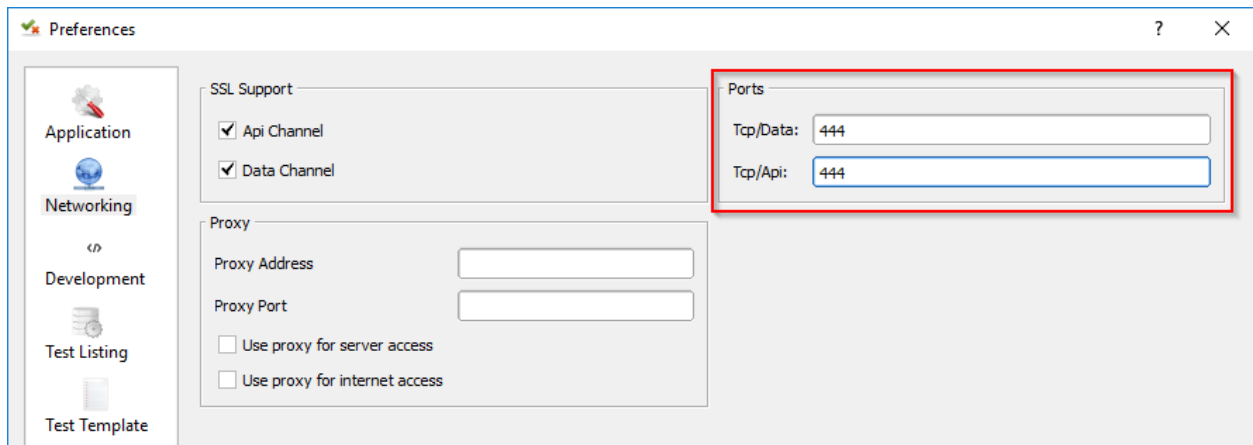 Preferences
?
Application
Networking
</>
Development
Test Listing
Test Template
SSL Support
Api Channel
Data Channel
Proxy
Proxy Address
Proxy Port
Use proxy for server access
Use proxy for internet access
Ports
Tcp/Data: 444
Tcp/Api: 444